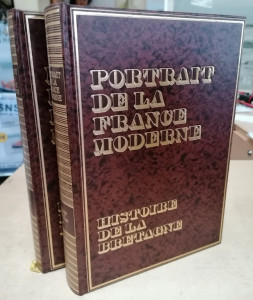 PORTRAIT
DE LA
FRANCE
MODERNE
HISTOIRE
DE LA
BRETAGNE